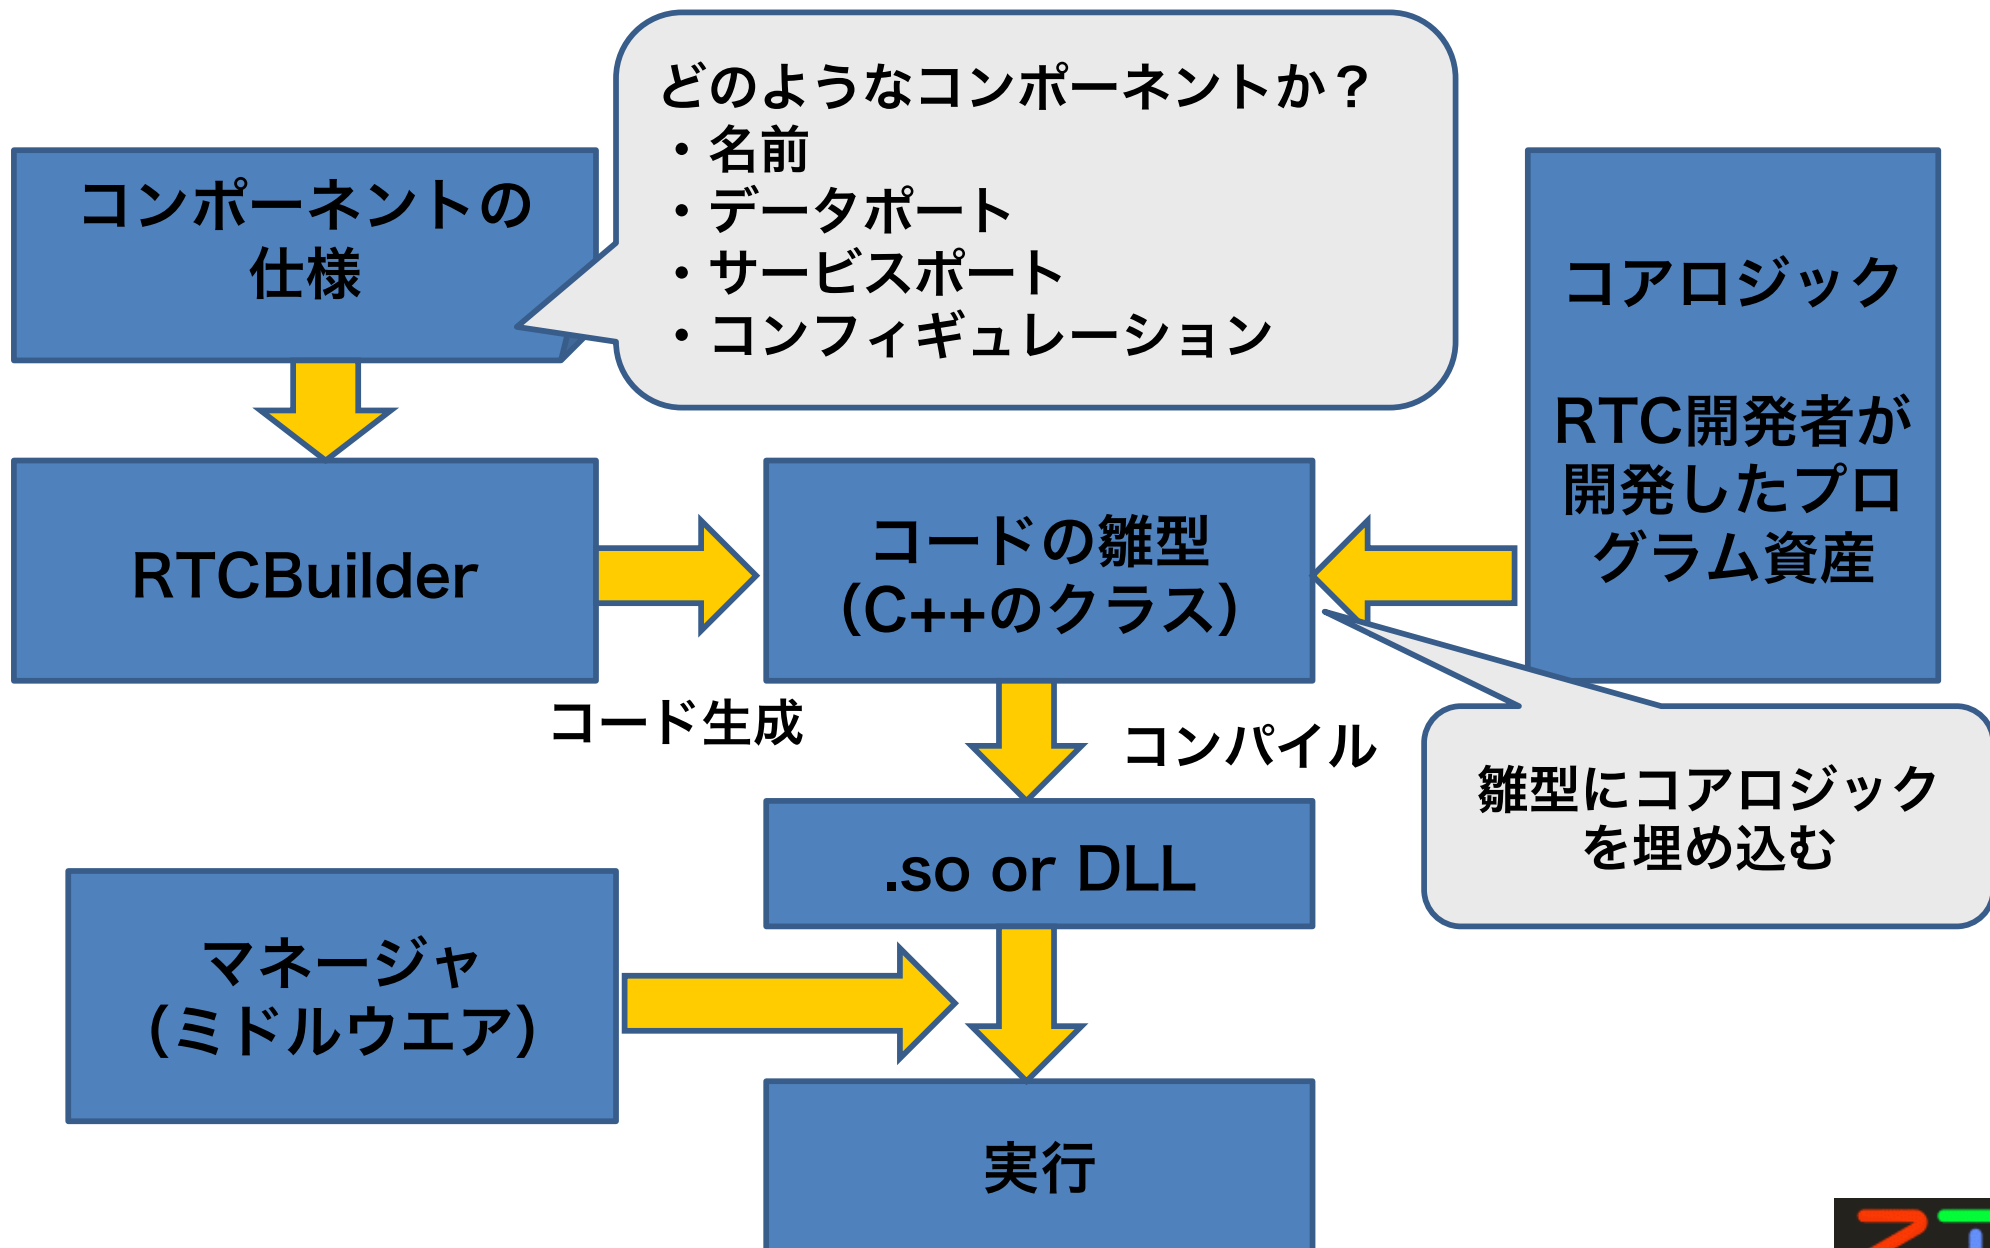 どのようなコンポーネントか？
・名前
・データポート
・サービスポート
・コンフィギュレーション
コンポーネントの
仕様
コアロジック
RTC開発者が
開発したプロ
グラム資産
RTCBuilder
コードの雛型
（C++のクラス）
コード生成
コンパイル
雛型にコアロジック
を埋め込む
.so or DLL
マネージャ
（ミドルウエア）
実行